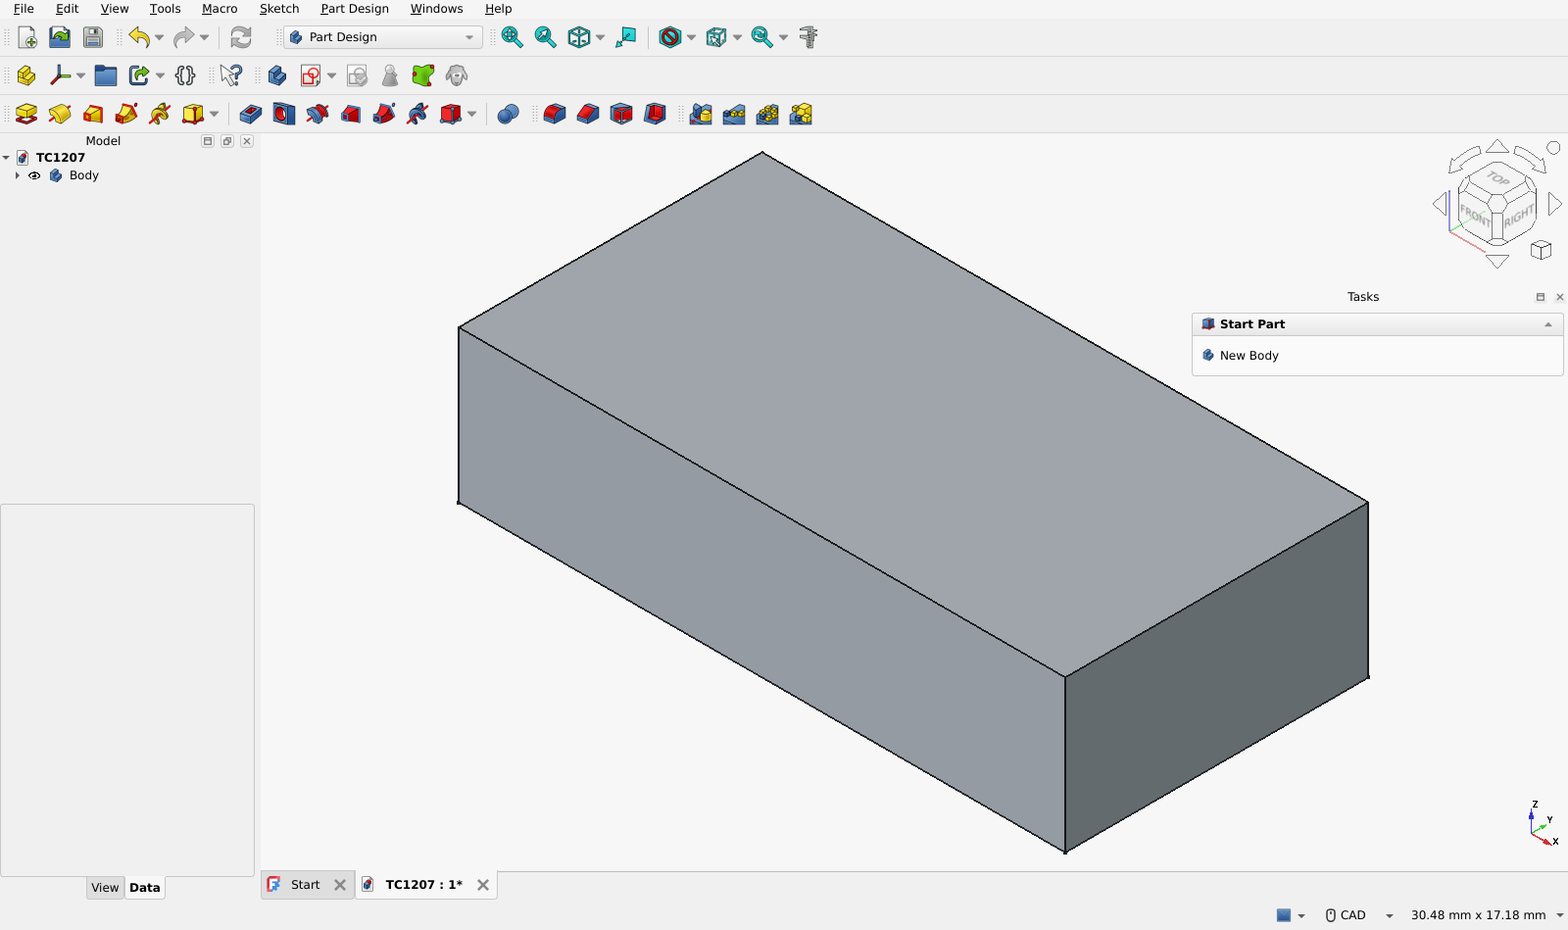 File Edit View Tools Macro Sketch Part Design Windows Help
Part Design
Model
TC1207
Body
TOP
FRONT
RIGHT
Tasks
Start Part
New Body
Z
Y
X
View Data
Start
TC1207 : 1*
CAD
30.48 mm x 17.18 mm